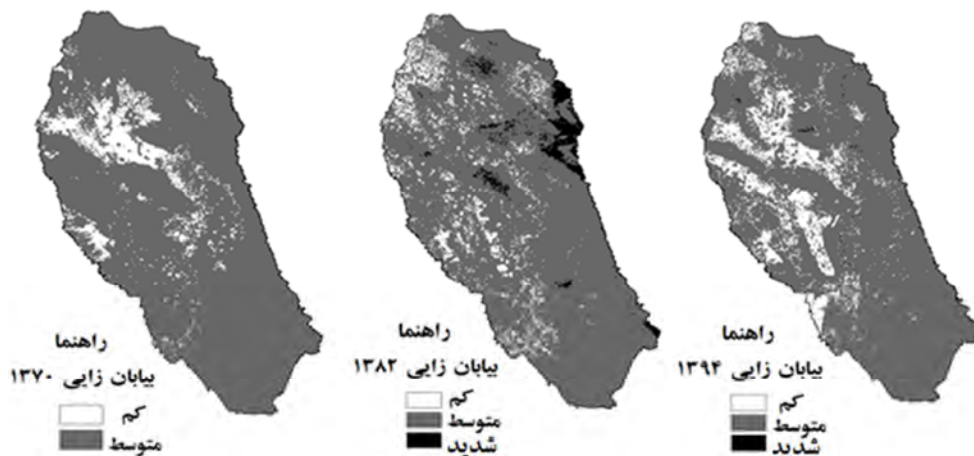 راهنما
بیابان زایی ۱۳۷۰
کم
متوسط
راهنما
بیابان زایی ۱۳۸۲
کم
متوسط
شدید
راهنما
بیابان زایی ۱۳۹۴
کم
متوسط
شدید